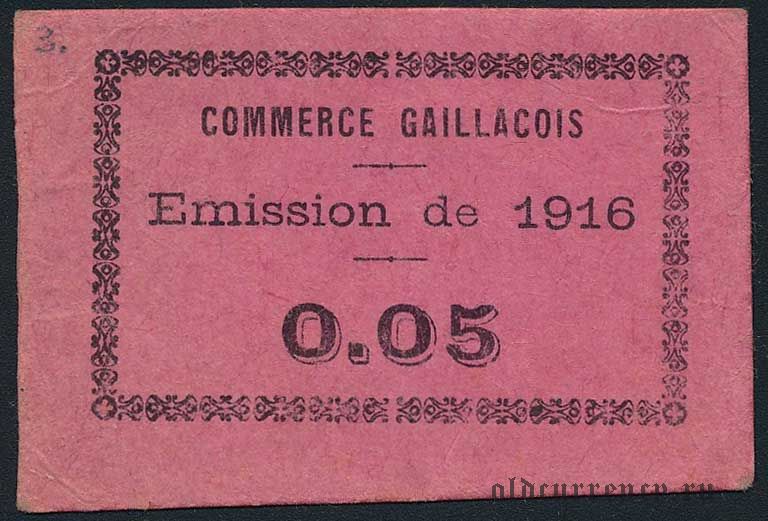 3.
COMMERCE GAILLACOIS
Emission de 1916
0.05
oldcurrency.ru